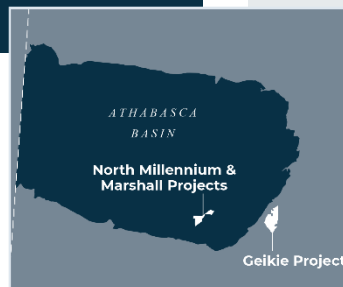 ATHABASCA
BASIN
North Millennium &
Marshall Projects
Geikie Project